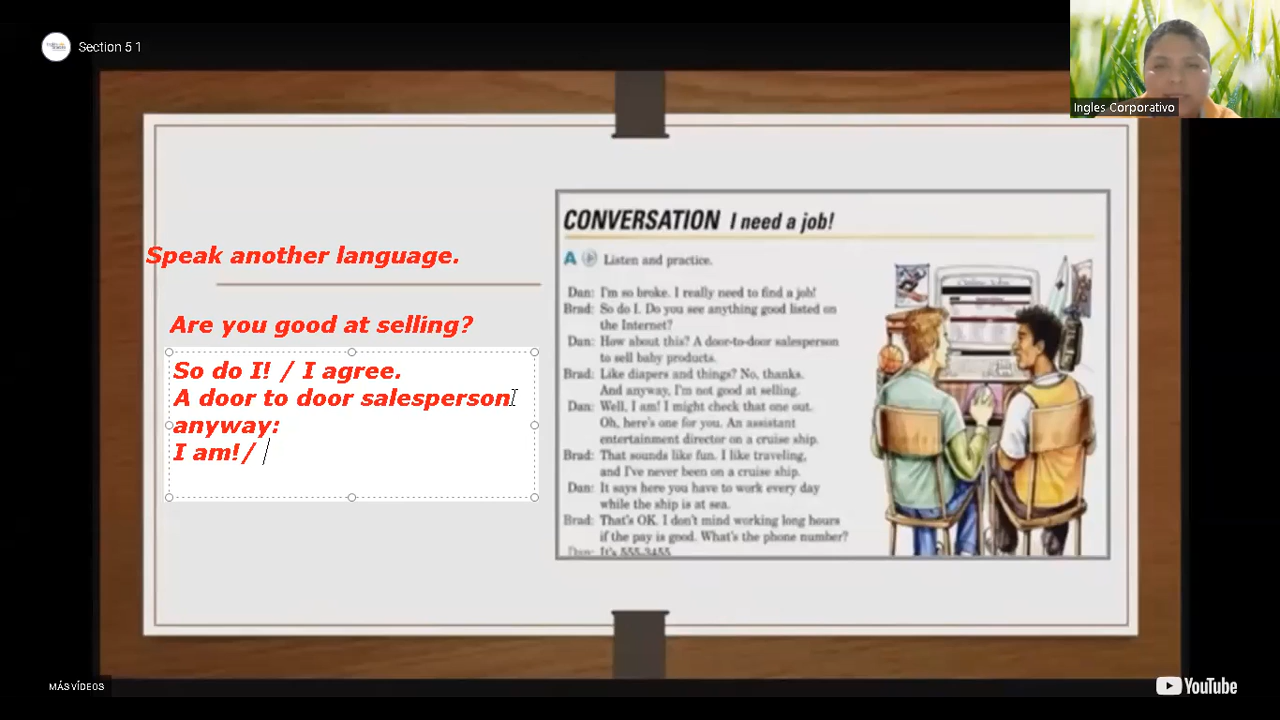 Section 5 1
Ingles Corporativo
Speak another language.
Are you good at selling?
So do I! / I agree.
A door to door salesperson.
anyway:
I am!/
CONVERSATION I need a job!
A Listen and practice.
Dan: I'm so broke. I really need to find a job!
Brad: So do I. Do you see anything good listed on
the Internet?
Dan: How about this? A door-to-door salesperson
to sell baby products.
Brad: Like diapers and things? No, thanks.
And anyway, I'm not good at selling.
Dan: Well, I am! I might check that one out.
Oh, here's one for you. An assistant
entertainment director on a cruise ship.
Brad: That sounds like fun. I like traveling,
and I've never been on a cruise ship.
Dan: It says here you have to work every day
while the ship is at sea.
Brad: That's OK. I don't mind working long hours
if the pay is good. What's the phone number?
Dan: It's 555-3455
MÁS VÍDEOS
YouTube